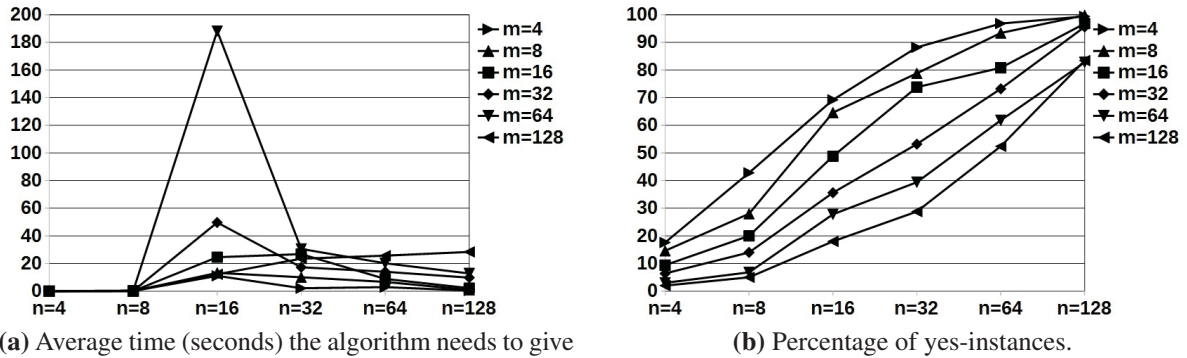 200
180
160
140
120
100
80
60
40
20
0
n=4 n=8 n=16 n=32 n=64 n=128
m=4
m=8
m=16
m=32
m=64
m=128
(a) Average time (seconds) the algorithm needs to give
100
90
80
70
60
50
40
30
20
10
0
n=4 n=8 n=16 n=32 n=64 n=128
m=4
m=8
m=16
m=32
m=64
m=128
(b) Percentage of yes-instances.